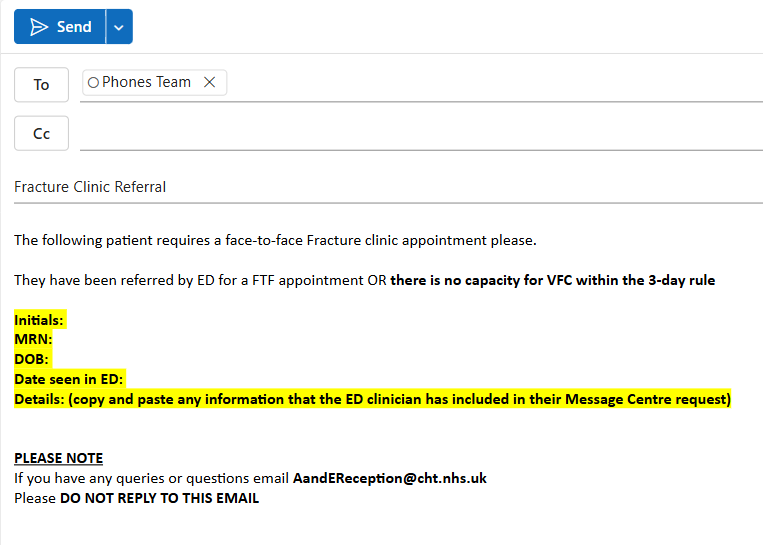 Send
To
Phones Team
Cc
Fracture Clinic Referral
The following patient requires a face-to-face Fracture clinic appointment please.
They have been referred by ED for a FTF appointment OR there is no capacity for VFC within the 3-day rule
Initials:
MRN:
DOB:
Date seen in ED:
Details: (copy and paste any information that the ED clinician has included in their Message Centre request)
PLEASE NOTE
If you have any queries or questions email AandEReception@cht.nhs.uk
Please DO NOT REPLY TO THIS EMAIL